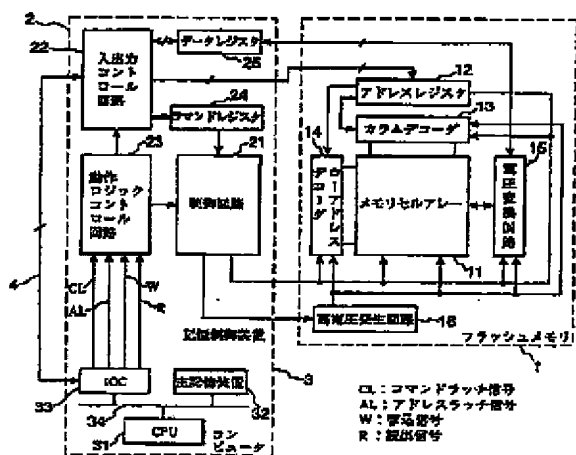 2
22
入出力
コント
ロール
回路
データレジスタ
25
24
コマンドレジスタ
21
23
動作
ロジック
コント
ロール
回路
制御回路
4
CL
W
AL
R
記憶制御装置
3
IOC
33
主記憶装置
32
34
31
CPU
コン
ピュータ
12
アドレスレジスタ
13
カラムデコーダ
14
ロウアドレス
デコーダ
メモリセルアレー
15
電圧変換回路
11
高電圧発生回路
16
フラッシュメモリ
1
CL:コマンドラッチ信号
AL:アドレスラッチ信号
W:書込信号
R:読出信号